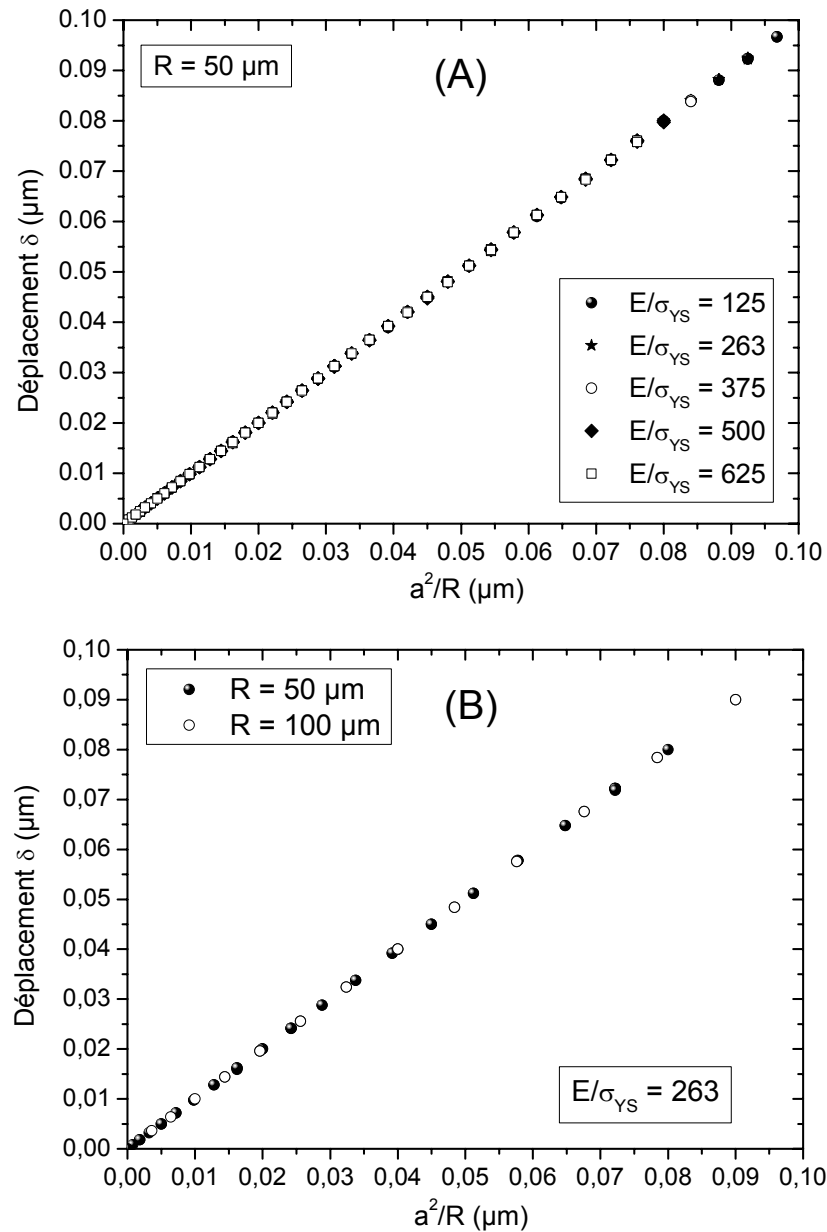 0.10
0.09
0.08
0.07
0.06
0.05
0.04
0.03
0.02
0.01
0.00
Déplacement δ (µm)
R = 50 µm
(A)
E/σYS = 125
E/σYS = 263
E/σYS = 375
E/σYS = 500
E/σYS = 625
0.00 0.01 0.02 0.03 0.04 0.05 0.06 0.07 0.08 0.09 0.10
a²/R (µm)
0,10
0,09
0,08
0,07
0,06
0,05
0,04
0,03
0,02
0,01
0,00
Déplacement δ (µm)
R = 50 µm
R = 100 µm
(B)
E/σYS = 263
0,00 0,01 0,02 0,03 0,04 0,05 0,06 0,07 0,08 0,09 0,10
a²/R (µm)